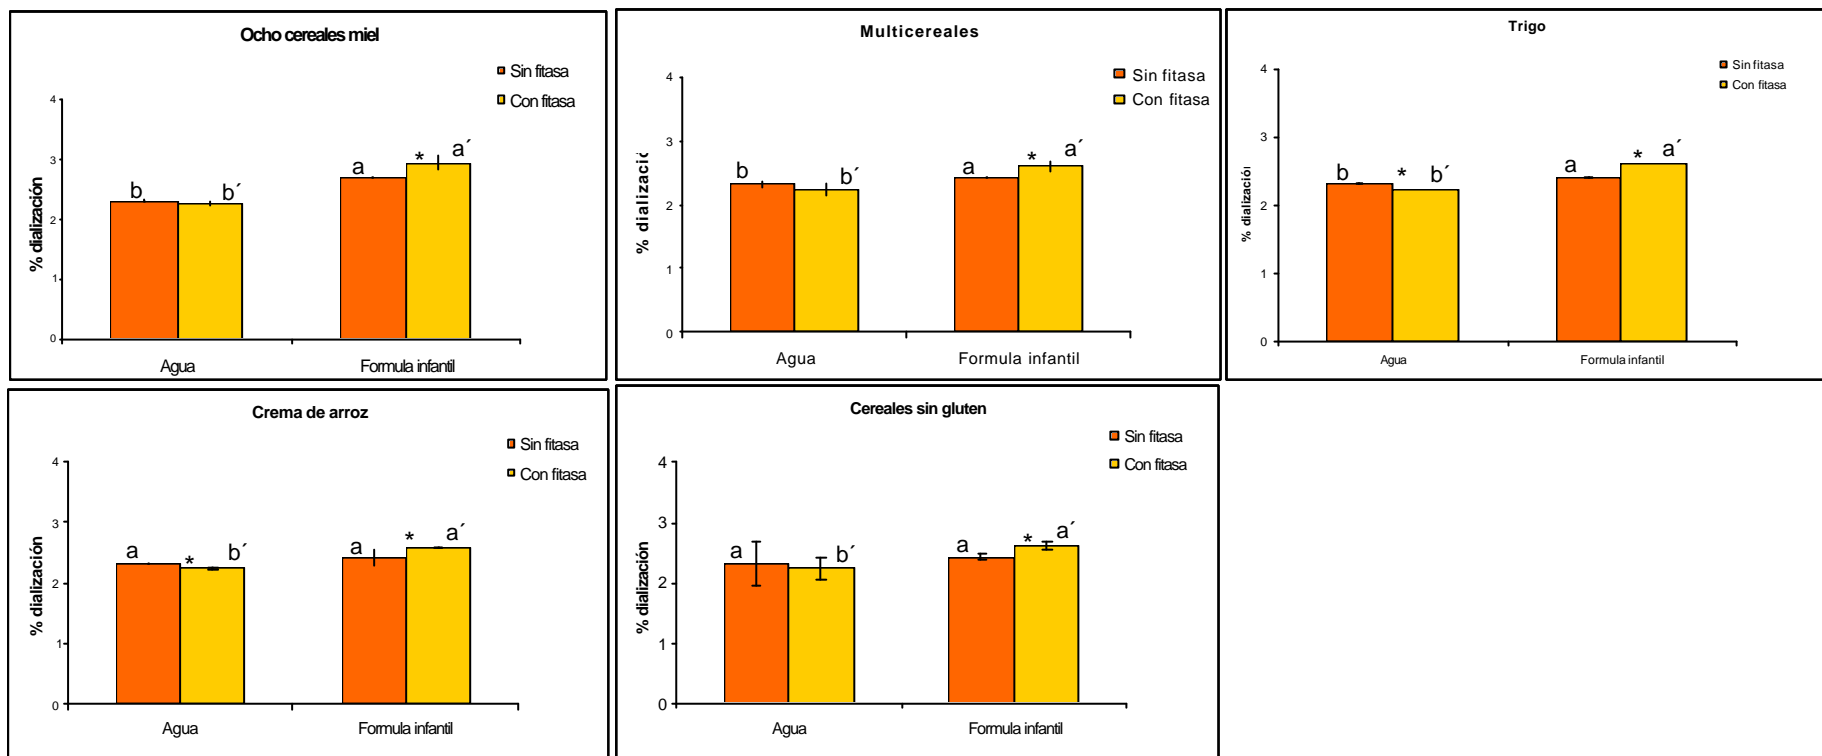 Ocho cereales miel
Sin fitasa
Con fitasa
4
3
2
1
0
% dialización
b
b´
a
*
a´
Agua
Formula infantil
Multicereales
Sin fitasa
Con fitasa
4
3
2
1
0
% dializació
b
b´
a
*
a´
Agua
Formula infantil
Trigo
Sin fitasa
Con fitasa
4
3
2
1
0
% dialización
b
*
b´
a
*
a´
Agua
Formula infantil
Crema de arroz
Sin fitasa
Con fitasa
4
3
2
1
0
% dialización
a
*
b´
a
*
a´
Agua
Formula infantil
Cereales sin gluten
Sin fitasa
Con fitasa
4
3
2
1
0
% dialización
a
b´
a
*
a´
Agua
Formula infantil